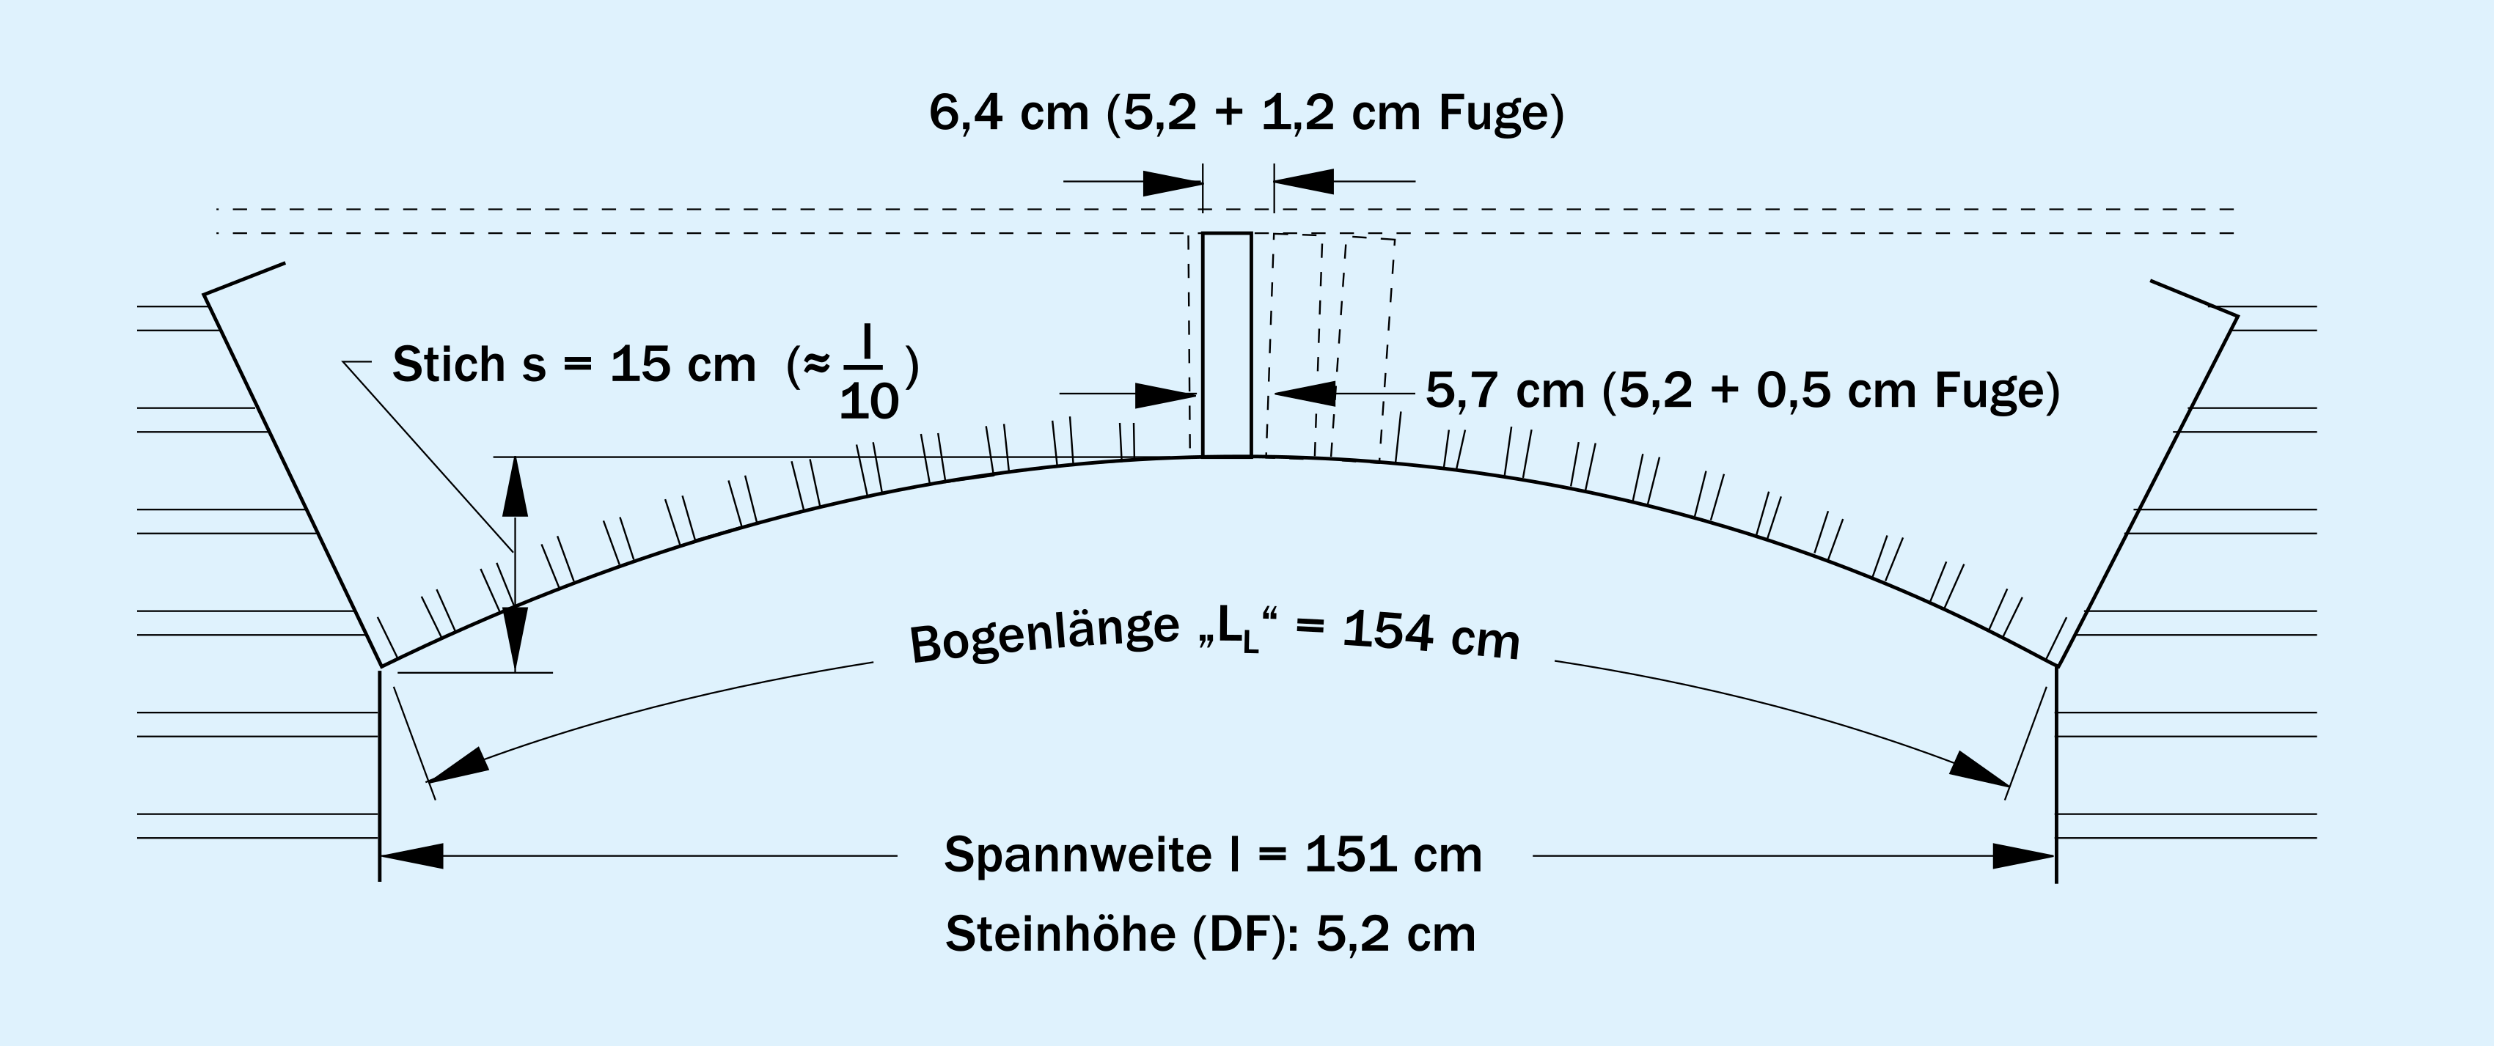 6,4 cm (5,2 + 1,2 cm Fuge)
Stich s = 15 cm (≈ l/10)
5,7 cm (5,2 + 0,5 cm Fuge)
Bogenlänge „LL“ = 154 cm
Spannweite l = 151 cm
Steinhöhe (DF): 5,2 cm